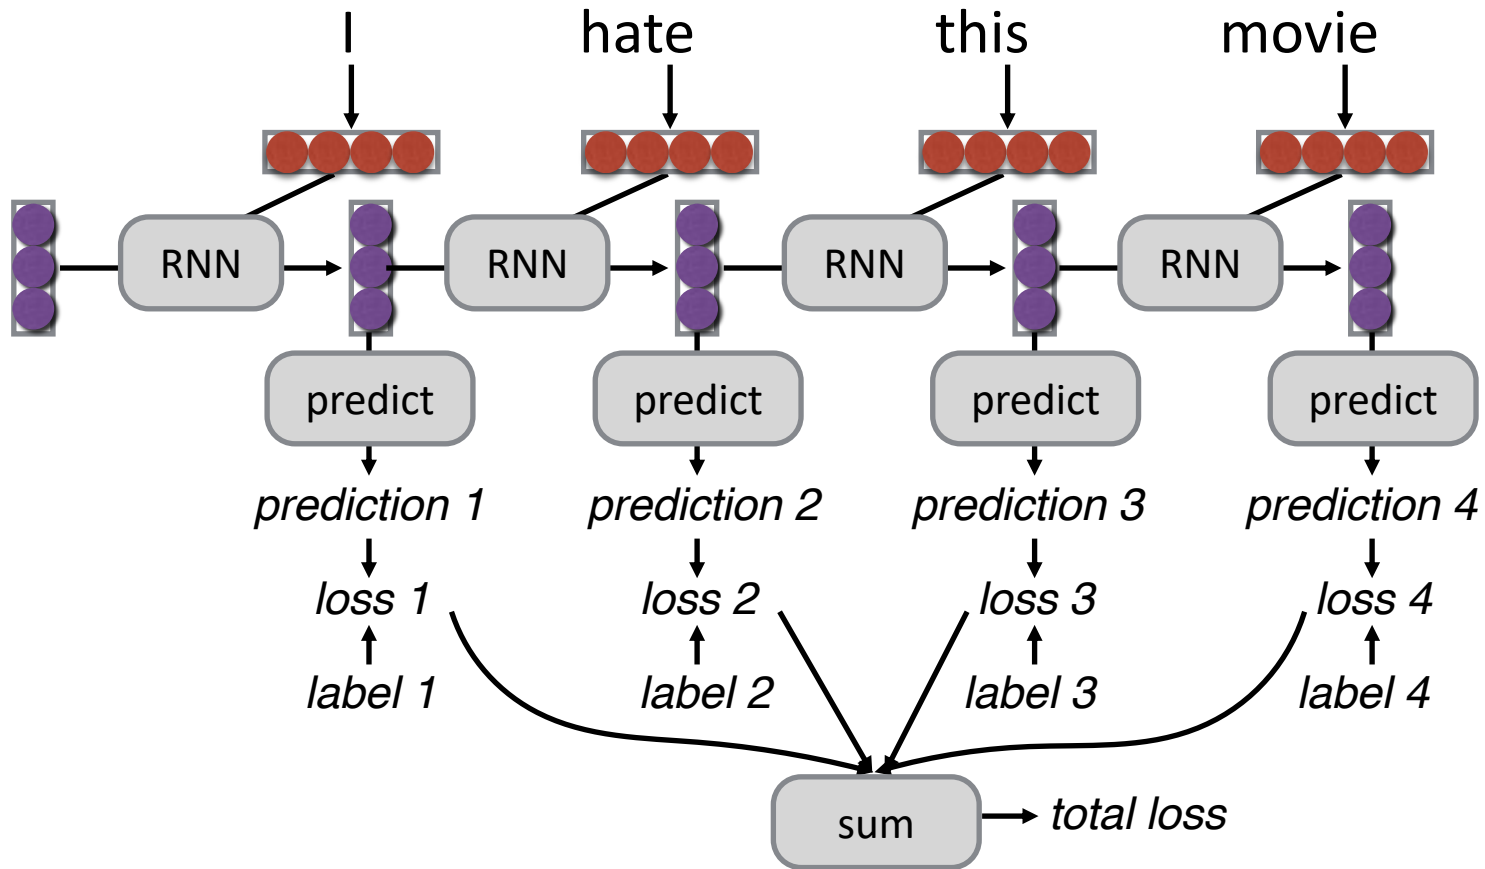 I hate this movie
RNN RNN RNN RNN
predict predict predict predict
prediction 1 prediction 2 prediction 3 prediction 4
loss 1 loss 2 loss 3 loss 4
label 1 label 2 label 3 label 4
sum total loss